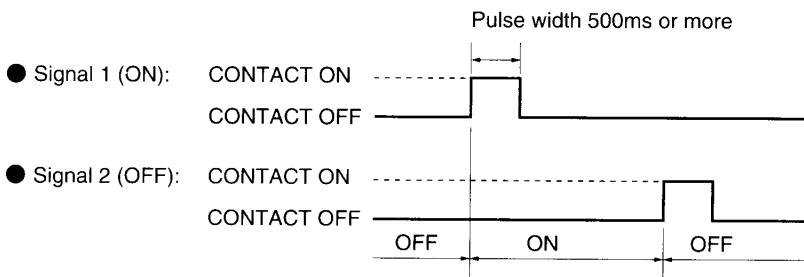 Pulse width 500ms or more
● Signal 1 (ON): CONTACT ON
CONTACT OFF
● Signal 2 (OFF): CONTACT ON
CONTACT OFF
OFF ON OFF